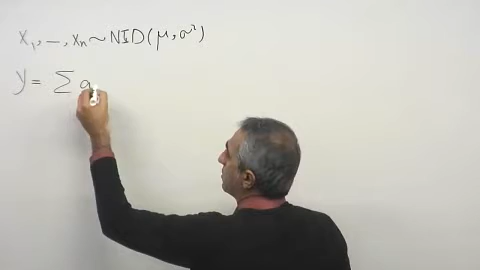 x₁, –, xₙ ~ NID(μ, σ²)
y = Σ a